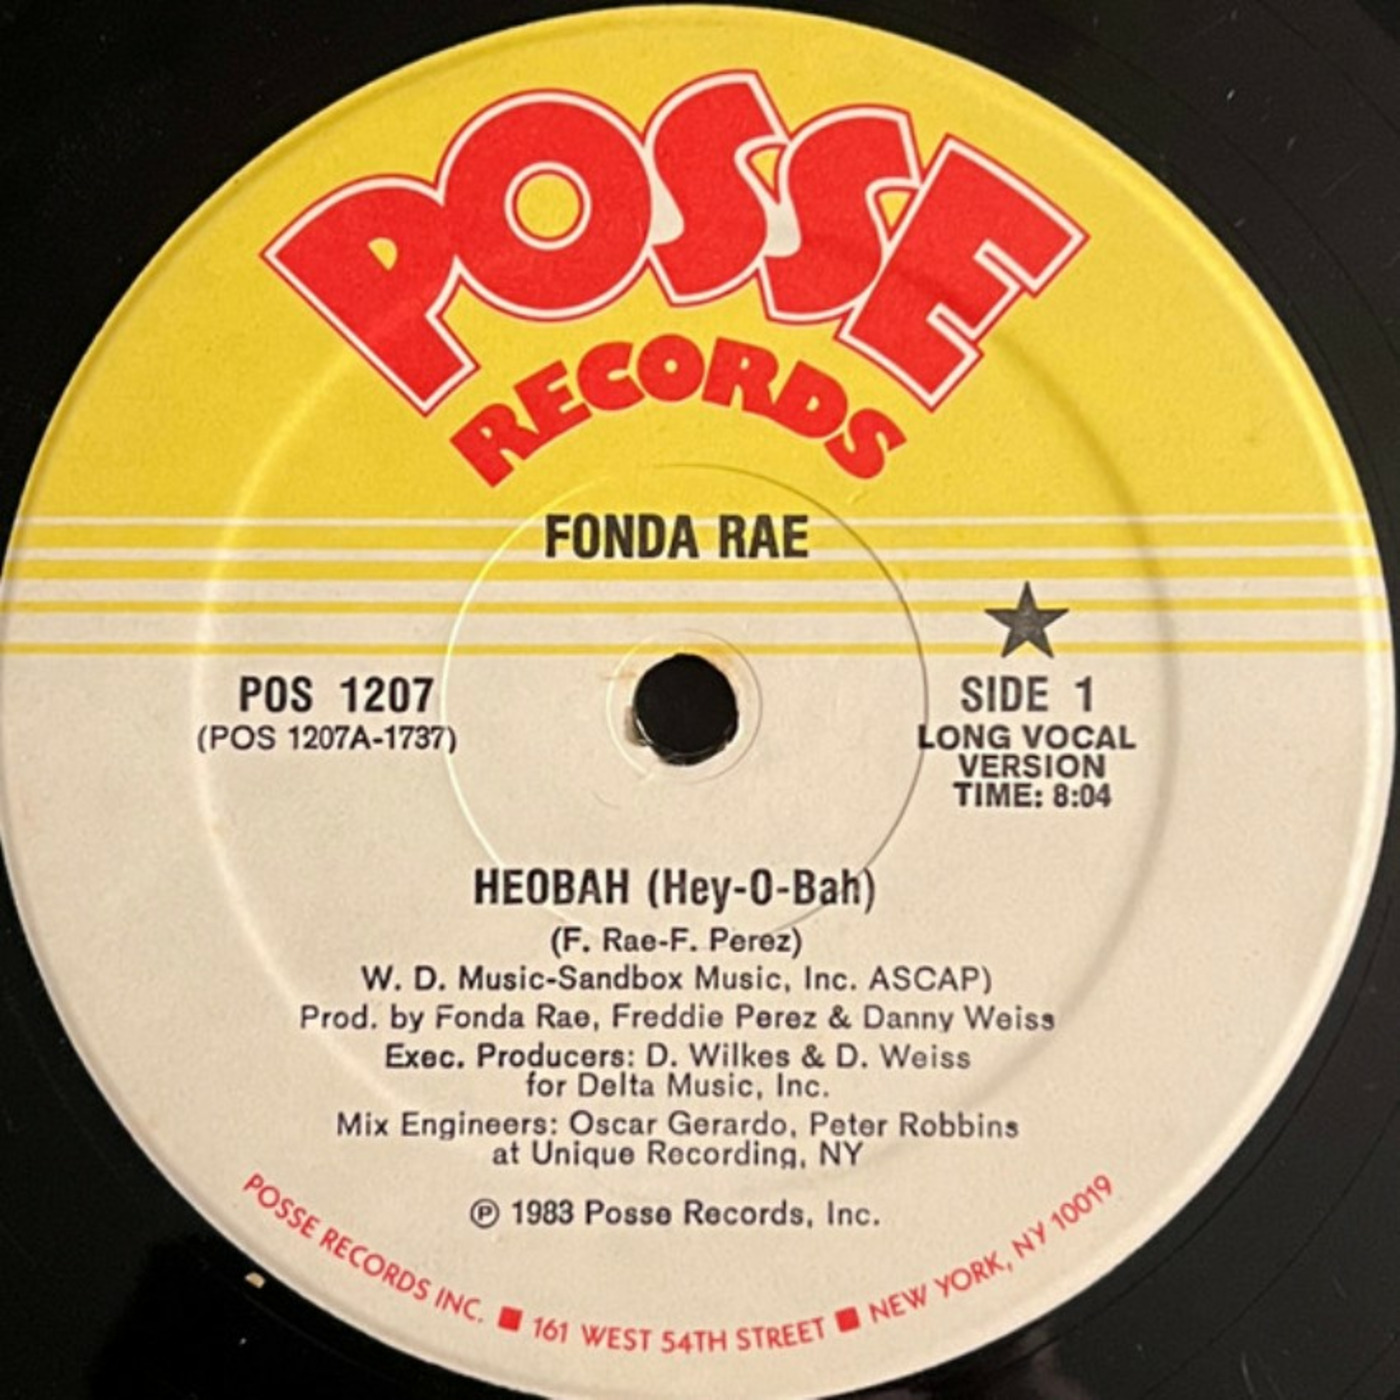 POSSE
RECORDS
FONDA RAE
POS 1207
(POS 1207A-1737)
SIDE 1
LONG VOCAL
VERSION
TIME: 8:04
HEOBAH (Hey-O-Bah)
(F. Rae-F. Perez)
W. D. Music-Sandbox Music, Inc. ASCAP)
Prod. by Fonda Rae, Freddie Perez & Danny Weiss
Exec. Producers: D. Wilkes & D. Weiss
for Delta Music, Inc.
Mix Engineers: Oscar Gerardo, Peter Robbins
at Unique Recording, NY
℗ 1983 Posse Records, Inc.
POSSE RECORDS INC. ■ 161 WEST 54TH STREET ■ NEW YORK, NY 10019